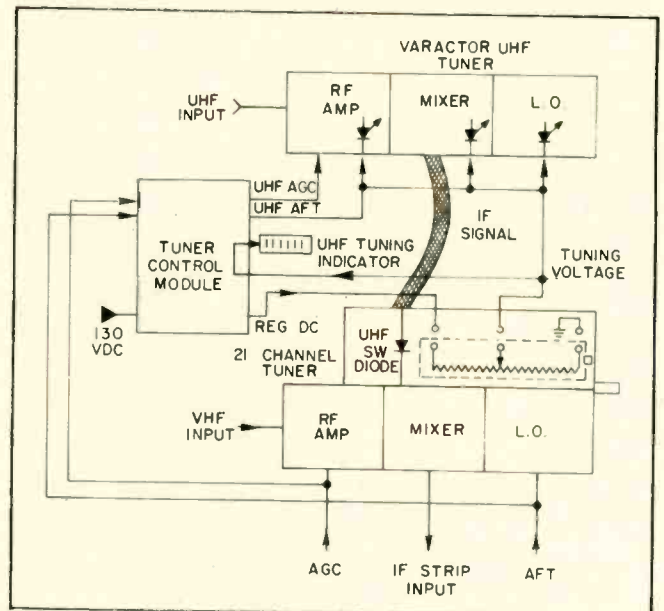 VARACTOR UHF
TUNER
UHF
INPUT
RF
AMP
MIXER
L.O.
UHF AGC
UHF AFT
IF
SIGNAL
TUNER
CONTROL
MODULE
UHF TUNING
INDICATOR
TUNING
VOLTAGE
130
VDC
REG DC
21 CHANNEL
TUNER
UHF
SW
DIODE
VHF
INPUT
RF
AMP
MIXER
L.O.
AGC
IF STRIP
INPUT
AFT